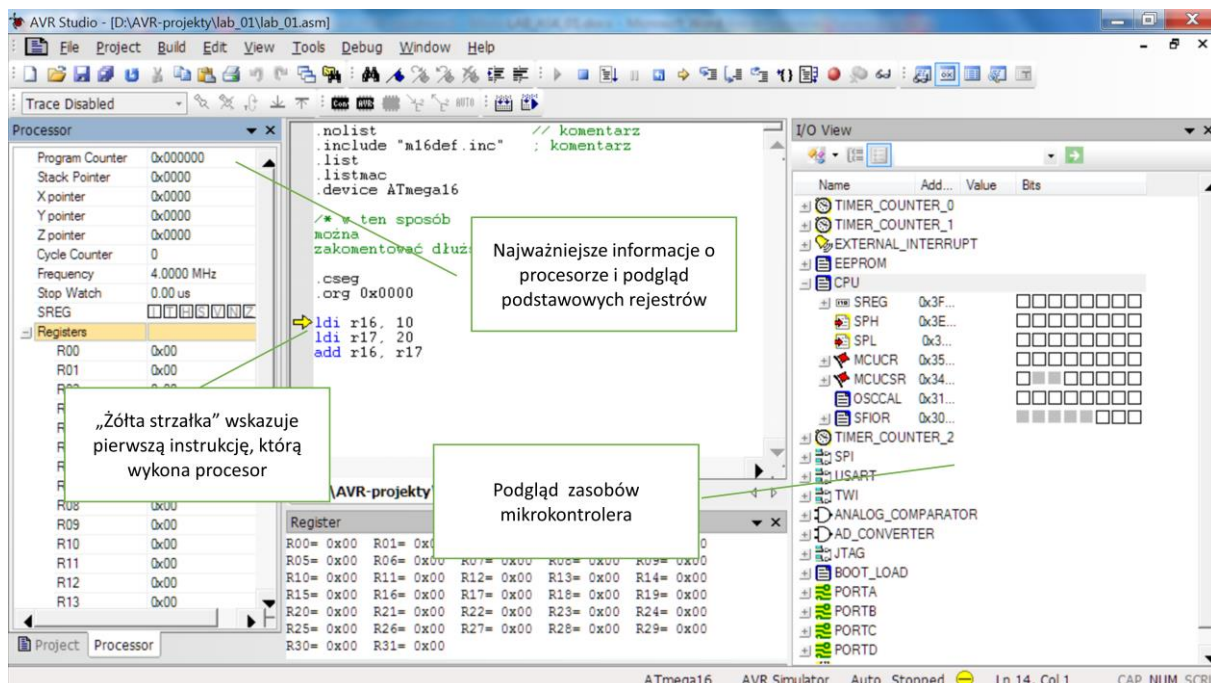 AVR Studio - [D:\AVR-projekty\lab_01\lab_01.asm]
File Project Build Edit View Tools Debug Window Help
Trace Disabled
Processor
Program Counter 0x000000
Stack Pointer 0x0000
X pointer 0x0000
Y pointer 0x0000
Z pointer 0x0000
Cycle Counter 0
Frequency 4.0000 MHz
Stop Watch 0.00 us
SREG I T H S V N Z
Registers
R00 0x00
R01 0x00
R08 0x00
R09 0x00
R10 0x00
R11 0x00
R12 0x00
R13 0x00
Project Processor
.nolist // komentarz
.include "m16def.inc" ; komentarz
.list
.listmac
.device ATmega16
/* w ten sposób
można
zakomentować
.cseg
.org 0x0000
ldi r16, 10
ldi r17, 20
add r16, r17
Najważniejsze informacje o
procesorze i podgląd
podstawowych rejestrów
„Żółta strzałka” wskazuje
pierwszą instrukcję, którą
wykona procesor
Podgląd zasobów
mikrokontrolera
\AVR-projekty
Register
R00= 0x00 R01=
R05= 0x00 R06= 0x00 R07= 0x00 R08= 0x00 R09= 0x00
R10= 0x00 R11= 0x00 R12= 0x00 R13= 0x00 R14= 0x00
R15= 0x00 R16= 0x00 R17= 0x00 R18= 0x00 R19= 0x00
R20= 0x00 R21= 0x00 R22= 0x00 R23= 0x00 R24= 0x00
R25= 0x00 R26= 0x00 R27= 0x00 R28= 0x00 R29= 0x00
R30= 0x00 R31= 0x00
I/O View
Name Add... Value Bits
TIMER_COUNTER_0
TIMER_COUNTER_1
EXTERNAL_INTERRUPT
EEPROM
CPU
SREG 0x3F...
SPH 0x3E...
SPL 0x3...
MCUCR 0x35...
MCUCSR 0x34...
OSCCAL 0x31...
SFIOR 0x30...
TIMER_COUNTER_2
SPI
USART
TWI
ANALOG_COMPARATOR
AD_CONVERTER
JTAG
BOOT_LOAD
PORTA
PORTB
PORTC
PORTD
ATmega16 AVR Simulator Auto Stopped Ln 14, Col 1 CAP NUM SCRL